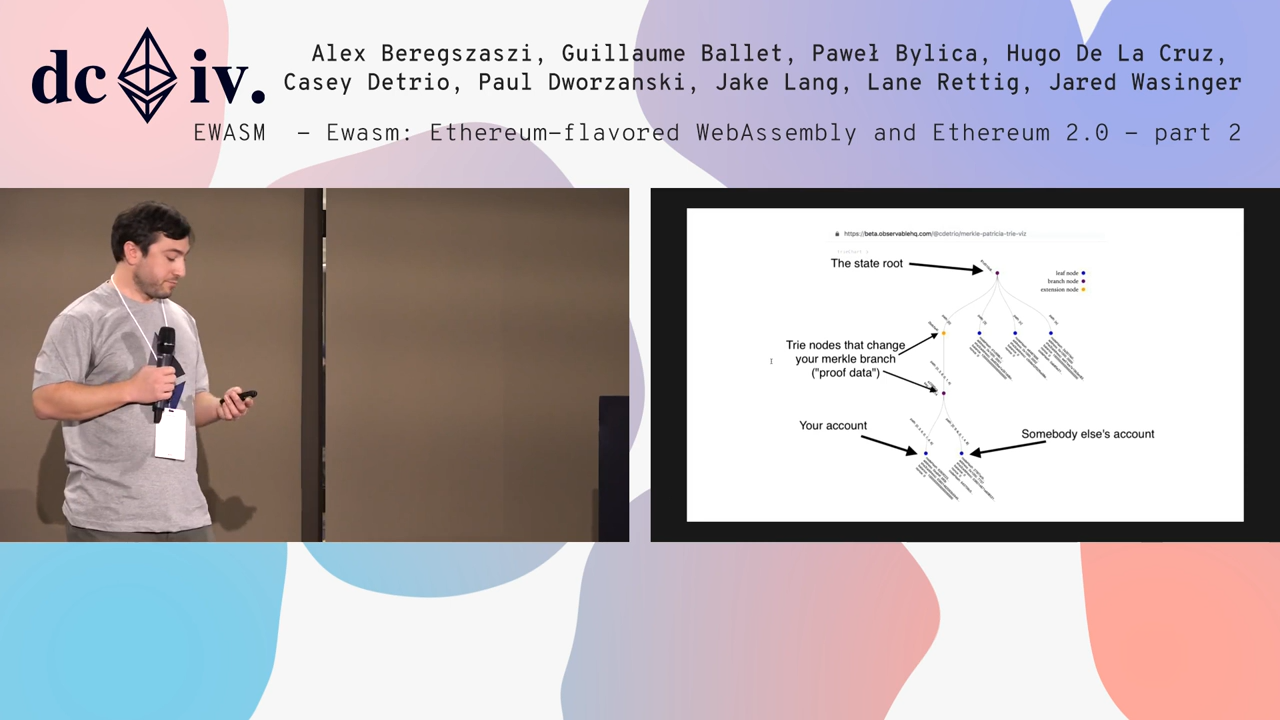 dc iv.
Alex Beregszaszi, Guillaume Ballet, Paweł Bylica, Hugo De La Cruz,
Casey Detrio, Paul Dworzanski, Jake Lang, Lane Rettig, Jared Wasinger
EWASM - Ewasm: Ethereum-flavored WebAssembly and Ethereum 2.0 - part 2
https://beta.observablehq.com/@cdetrio/merkle-patricia-trie-viz
The state root
leaf node
branch node
extension node
Trie nodes that change
your merkle branch
("proof data")
Your account
Somebody else's account